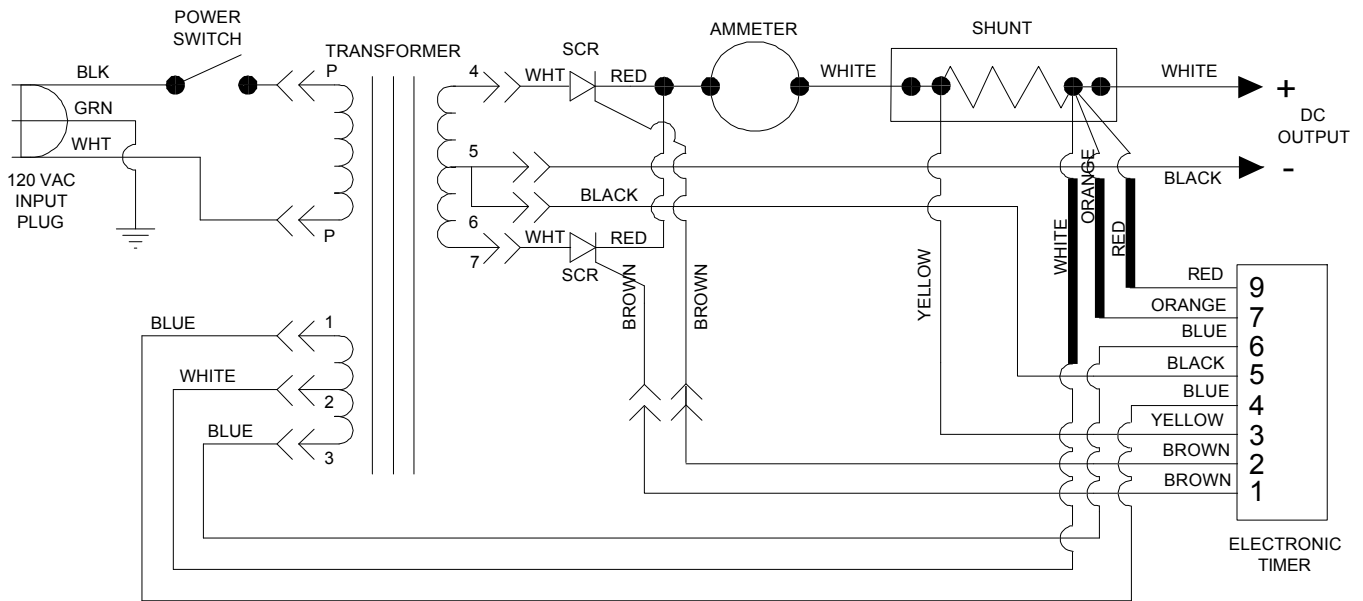 POWER
SWITCH
TRANSFORMER
SCR
AMMETER
SHUNT
BLK
P
4
WHT
RED
WHITE
WHITE
+
GRN
DC
OUTPUT
WHT
5
ORANGE
-
BLACK
120 VAC
INPUT
PLUG
BLACK
P
6
WHT
RED
7
SCR
BROWN
BROWN
YELLOW
WHITE
RED
RED
9
ORANGE
7
BLUE
6
BLACK
5
BLUE
4
YELLOW
3
BROWN
2
BROWN
1
BLUE
1
WHITE
2
BLUE
3
ELECTRONIC
TIMER